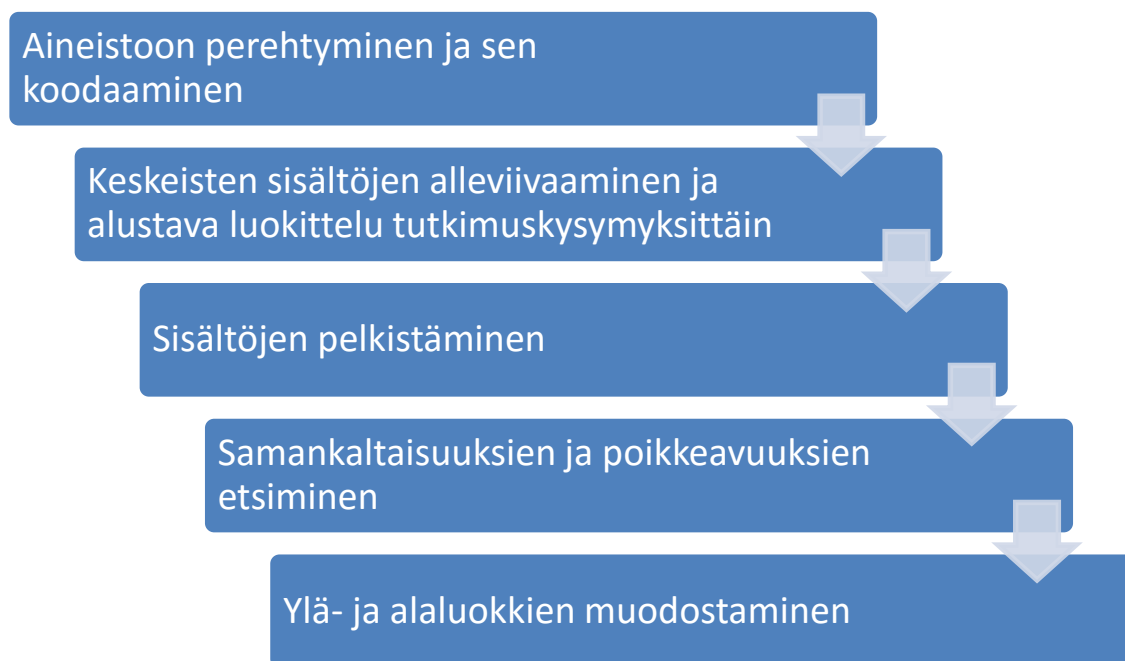 Aineistoon perehtyminen ja sen
koodaaminen
Keskeisten sisältöjen alleviivaaminen ja
alustava luokittelu tutkimuskysymyksittäin
Sisältöjen pelkistäminen
Samankaltaisuuksien ja poikkeavuuksien
etsiminen
Ylä- ja alaluokkien muodostaminen